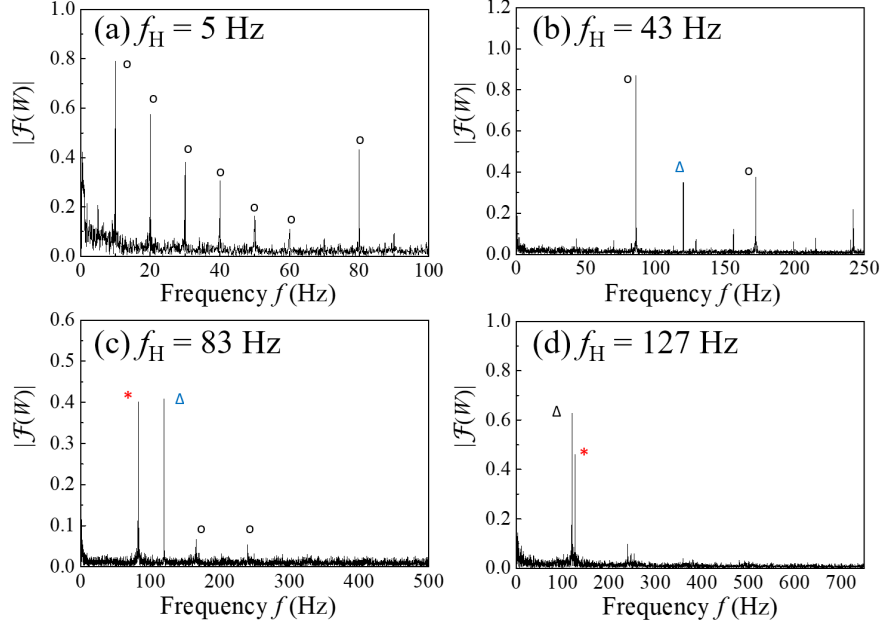 (a) f_H = 5 Hz
|ℱ(W)|
1.0
0.8
0.6
0.4
0.2
0.0
o o o o o o o
0 20 40 60 80 100
Frequency f (Hz)
(b) f_H = 43 Hz
|ℱ(W)|
1.2
1.0
0.8
0.6
0.4
0.2
0.0
o Δ o
0 50 100 150 200 250
Frequency f (Hz)
(c) f_H = 83 Hz
|ℱ(W)|
0.6
0.5
0.4
0.3
0.2
0.1
0.0
* Δ o o
0 100 200 300 400 500
Frequency f (Hz)
(d) f_H = 127 Hz
|ℱ(W)|
1.0
0.8
0.6
0.4
0.2
0.0
Δ *
0 100 200 300 400 500 600 700
Frequency f (Hz)